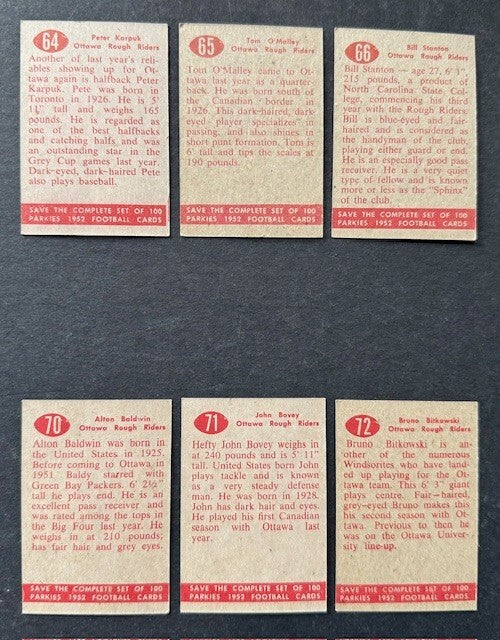 64
Peter Karpuk
Ottawa Rough Riders
Another of last year's reli-
ables showing up for Ot-
tawa again is halfback Peter
Karpuk. Pete was born in
Toronto in 1926. He is 5'
1¼" and weighs 165
pounds. He is regarded as
one of the best halfbacks
and catching halfs, and was
an outstanding star in the
Grey Cup games last year.
Dark-eyed, dark-haired Pete
also plays baseball.
SAVE THE COMPLETE SET OF 100
PARKIES 1952 FOOTBALL CARDS
65
Tom O'Malley
Ottawa Rough Riders
Tom O'Malley came to Ot-
tawa last year as a quarter-
back. He was born south of
the Canadian border in
1926. This dark-haired, dark-
eyed player specializes in
passing, and also shines in
short punt formation. Tom is
6' tall and tips the scales at
190 pounds.
SAVE THE COMPLETE SET OF 100
PARKIES 1952 FOOTBALL CARDS
66
Bill Stanton
Ottawa Rough Riders
Bill Stanton — age 27, 6' 1",
215 pounds, a product of
North Carolina State Col-
lege, commencing his third
year with the Rough Riders.
Bill is blue-eyed and fair-
haired and is considered as
the handyman of the club,
playing either guard or end.
He is an especially good pass
receiver. He is a very quiet
type of fellow and is known
more or less as the "Sphinx"
of the club.
SAVE THE COMPLETE SET OF 100
PARKIES 1952 FOOTBALL CARDS
70
Alton Baldwin
Ottawa Rough Riders
Alton Baldwin was born in
the United States in 1925.
Before coming to Ottawa in
1951 Baldy starred with
Green Bay Packers. 6' 2½"
tall he plays end. He is an
excellent pass receiver and
was rated among the tops in
the Big Four last year. He
weighs in at 210 pounds;
has fair hair and grey eyes.
SAVE THE COMPLETE SET OF 100
PARKIES 1952 FOOTBALL CARDS
71
John Bovey
Ottawa Rough Riders
Hefty John Bovey weighs in
at 240 pounds and is 5' 11"
tall. United States born John
plays tackle and is known
as a very steady defense
man. He was born in 1928.
John has dark hair and eyes.
He played his first Canadian
season with Ottawa last
year.
SAVE THE COMPLETE SET OF 100
PARKIES 1952 FOOTBALL CARDS
72
Bruno Bitkowski
Ottawa Rough Riders
Bruno Bitkowski is an-
other of the numerous
Windsorites who have land-
ed up playing for the Ot-
tawa team. This 6' 3" giant
plays centre. Fair-haired,
grey-eyed Bruno makes this
his second season with Ot-
tawa. Previous to then he
was on the Ottawa Univer-
sity line-up.
SAVE THE COMPLETE SET OF 100
PARKIES 1952 FOOTBALL CARDS